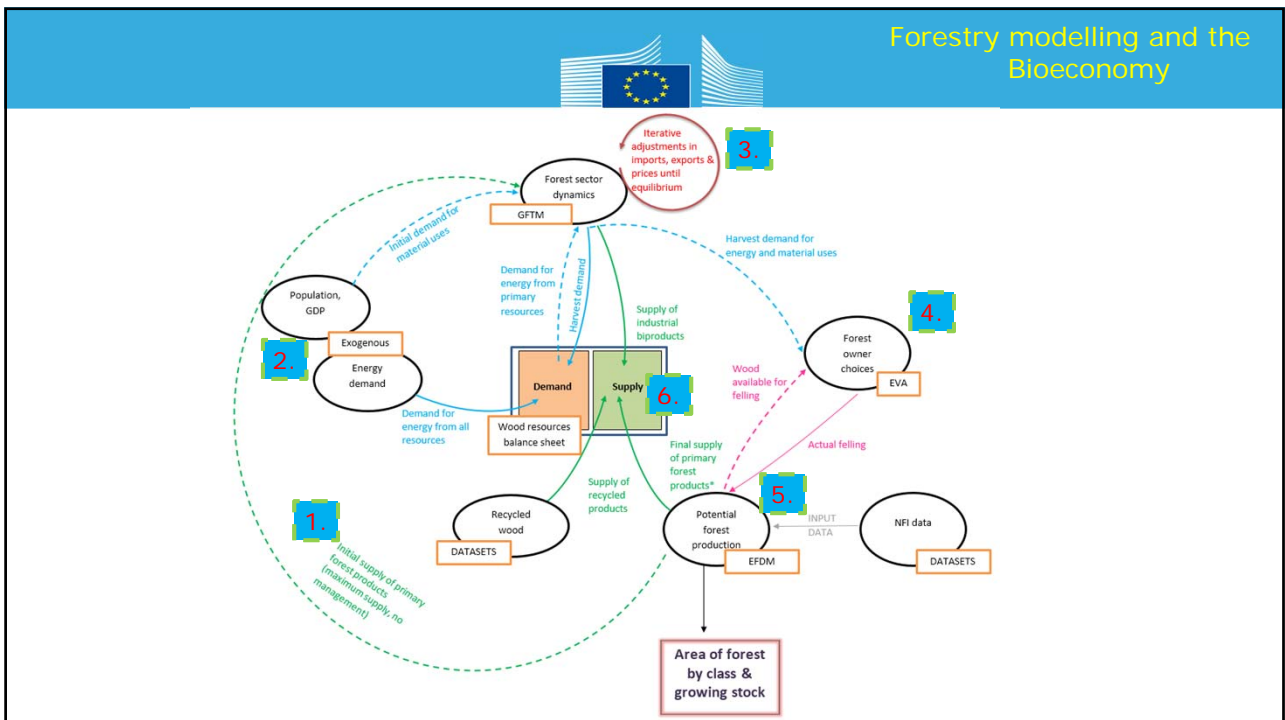 Forestry modelling and the
Bioeconomy
Iterative
adjustments in
imports, exports &
prices until
equilibrium
3.
Forest sector
dynamics
GFTM
Initial demand for
material uses
Demand for
energy from
primary
resources
Harvest demand
Harvest demand for
energy and material uses
Supply of
industrial
biproducts
Population,
GDP
Exogenous
2.
Energy
demand
4.
Forest
owner
choices
EVA
Demand
Supply
6.
Wood resources
balance sheet
Wood
available for
felling
Demand for
energy from all
resources
Actual felling
Final supply
of primary
forest
products*
Supply of
recycled
products
5.
1.
Initial supply of primary
forest products
(maximum supply, no
management)
Recycled
wood
DATASETS
Potential
forest
production
EFDM
INPUT
DATA
NFI data
DATASETS
Area of forest
by class &
growing stock